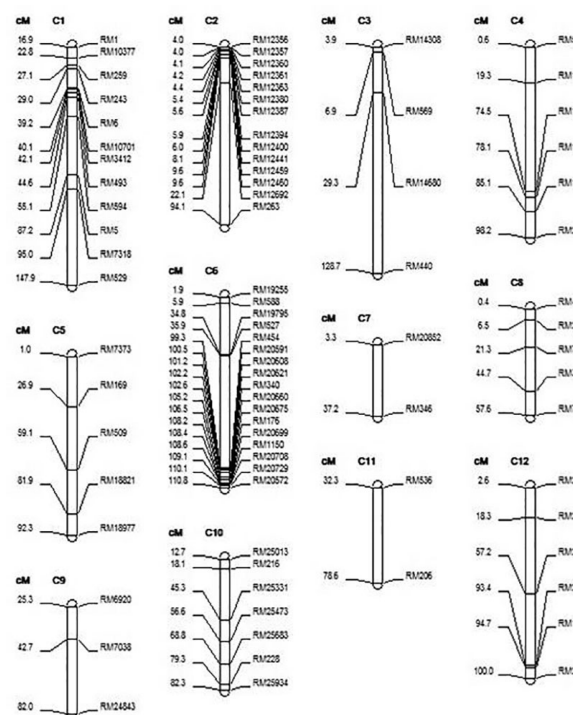 cM C1
16.9 RM1
22.8 RM10377
27.1 RM259
29.0 RM243
39.2 RM6
40.1 RM10701
42.1 RM3412
44.6 RM493
55.1 RM594
87.2 RM5
95.0 RM7318
147.9 RM529
cM C2
4.0 RM12356
4.0 RM12357
4.1 RM12360
4.2 RM12361
4.4 RM12363
5.4 RM12380
5.6 RM12387
5.9 RM12394
6.0 RM12400
8.1 RM12441
9.6 RM12459
9.6 RM12460
22.1 RM12692
94.1 RM263
cM C3
3.9 RM14308
6.9 RM569
29.3 RM14680
128.7 RM440
cM C4
0.6
19.3
74.5
78.1
85.1
98.2
cM C5
1.0 RM7373
26.9 RM169
59.1 RM509
81.9 RM18821
92.3 RM18977
cM C6
1.9 RM19255
5.9 RM588
34.8 RM19795
35.9 RM527
99.3 RM454
100.5 RM20591
101.2 RM20608
102.2 RM20621
102.6 RM340
105.2 RM20660
106.5 RM20675
108.2 RM176
108.4 RM20699
108.6 RM1150
109.1 RM20708
110.1 RM20729
110.8 RM20572
cM C7
3.3 RM20852
37.2 RM346
cM C8
0.4
6.5
21.3
44.7
57.6
cM C9
25.3 RM6920
42.7 RM7038
82.0 RM24843
cM C10
12.7 RM25013
18.1 RM216
45.3 RM25331
56.6 RM25473
68.8 RM25683
79.3 RM228
82.3 RM25934
cM C11
32.3 RM536
78.6 RM206
cM C12
2.6
18.3
57.2
93.4
94.7
100.0